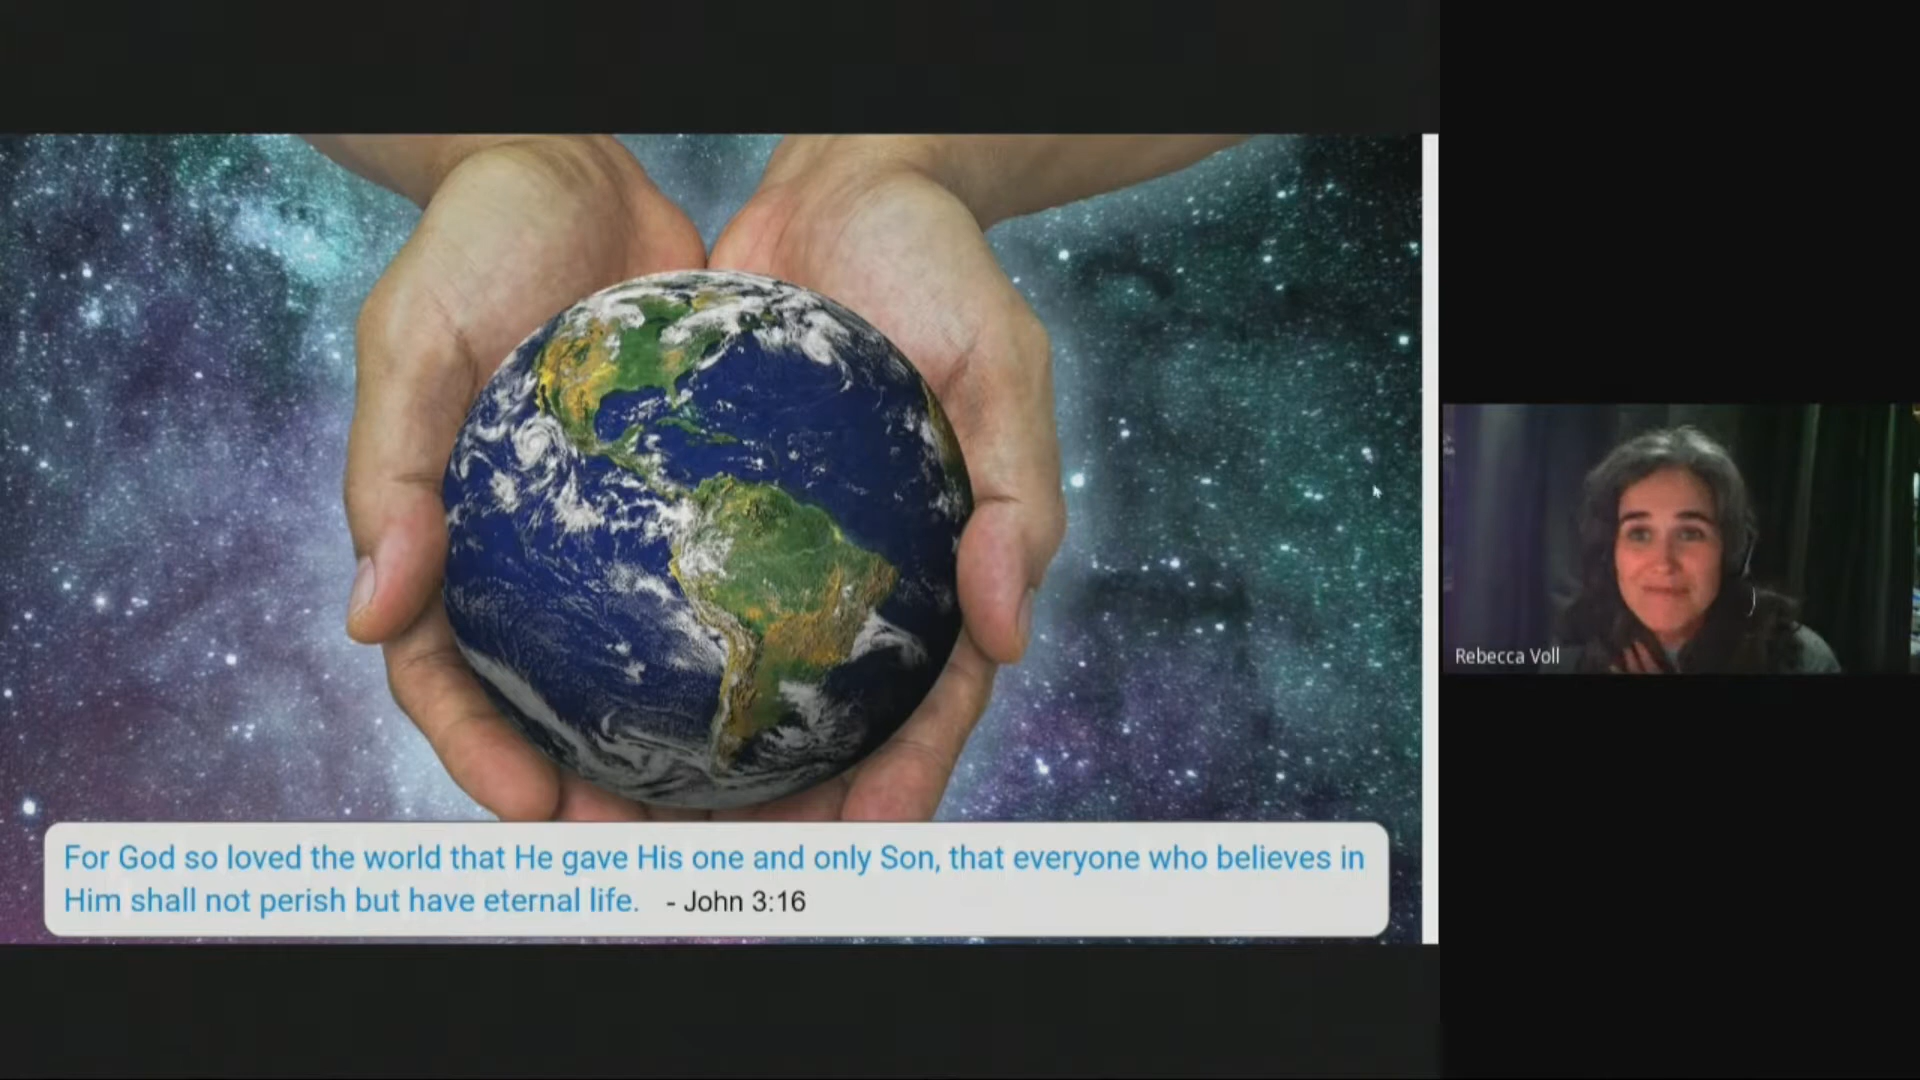 For God so loved the world that He gave His one and only Son, that everyone who believes in
Him shall not perish but have eternal life. - John 3:16
Rebecca Voll